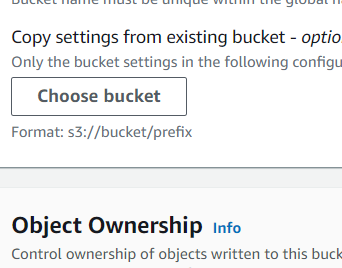 Bucket name must be unique within the global
Copy settings from existing bucket - optio
Only the bucket settings in the following configu
Choose bucket
Format: s3://bucket/prefix
Object Ownership Info
Control ownership of objects written to this buck